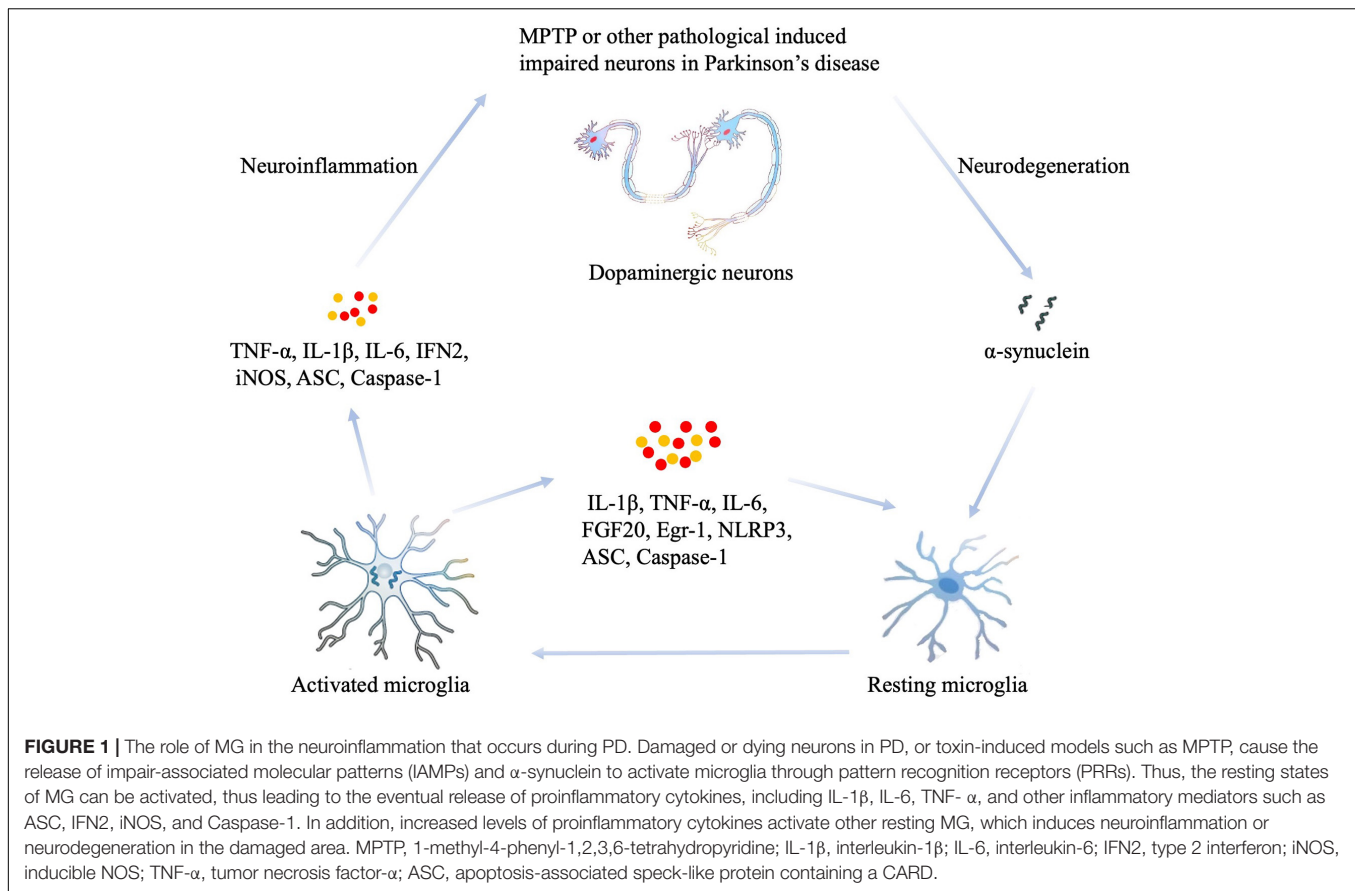 MPTP or other pathological induced
impaired neurons in Parkinson's disease
Neuroinflammation
Neurodegeneration
Dopaminergic neurons
TNF-α, IL-1β, IL-6, IFN2,
iNOS, ASC, Caspase-1
α-synuclein
IL-1β, TNF-α, IL-6,
FGF20, Egr-1, NLRP3,
ASC, Caspase-1
Activated microglia
Resting microglia
FIGURE 1 | The role of MG in the neuroinflammation that occurs during PD. Damaged or dying neurons in PD, or toxin-induced models such as MPTP, cause the
release of impair-associated molecular patterns (IAMPs) and α-synuclein to activate microglia through pattern recognition receptors (PRRs). Thus, the resting states
of MG can be activated, thus leading to the eventual release of proinflammatory cytokines, including IL-1β, IL-6, TNF- α, and other inflammatory mediators such as
ASC, IFN2, iNOS, and Caspase-1. In addition, increased levels of proinflammatory cytokines activate other resting MG, which induces neuroinflammation or
neurodegeneration in the damaged area. MPTP, 1-methyl-4-phenyl-1,2,3,6-tetrahydropyridine; IL-1β, interleukin-1β; IL-6, interleukin-6; IFN2, type 2 interferon; iNOS,
inducible NOS; TNF-α, tumor necrosis factor-α; ASC, apoptosis-associated speck-like protein containing a CARD.